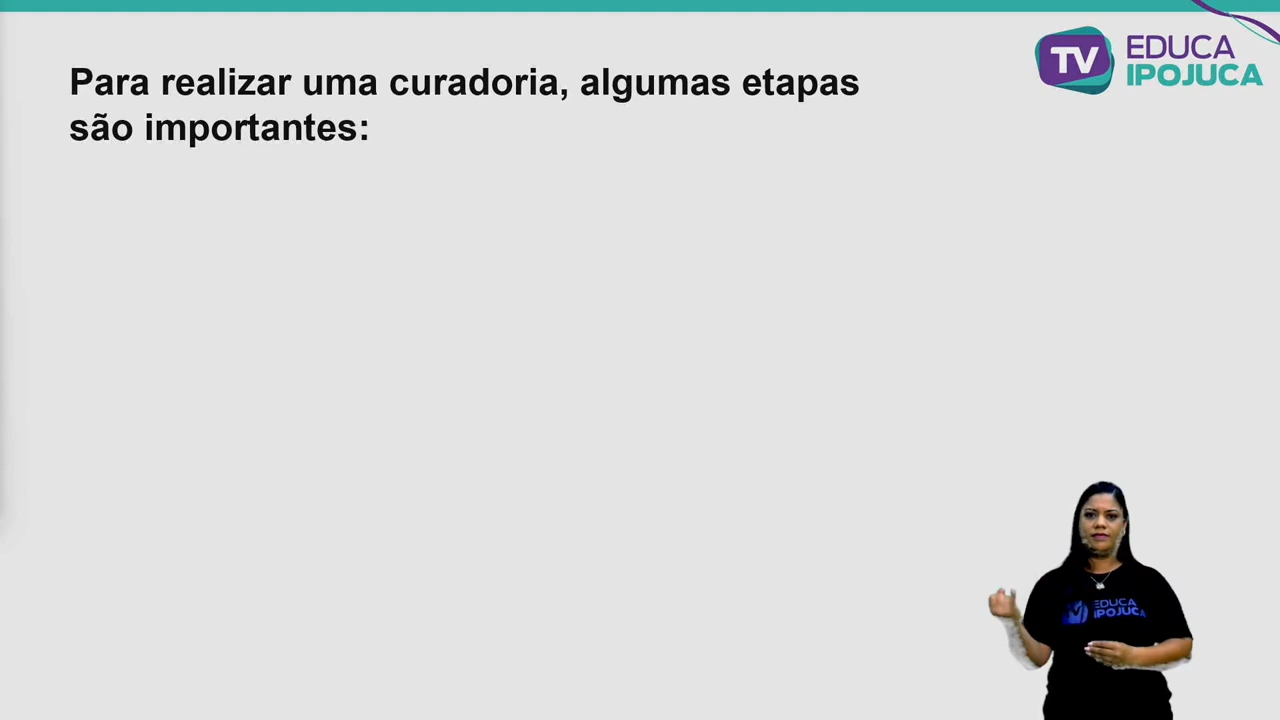 Para realizar uma curadoria, algumas etapas
são importantes:
TV EDUCA
IPOJUCA
EDUCA
IPOJUCA